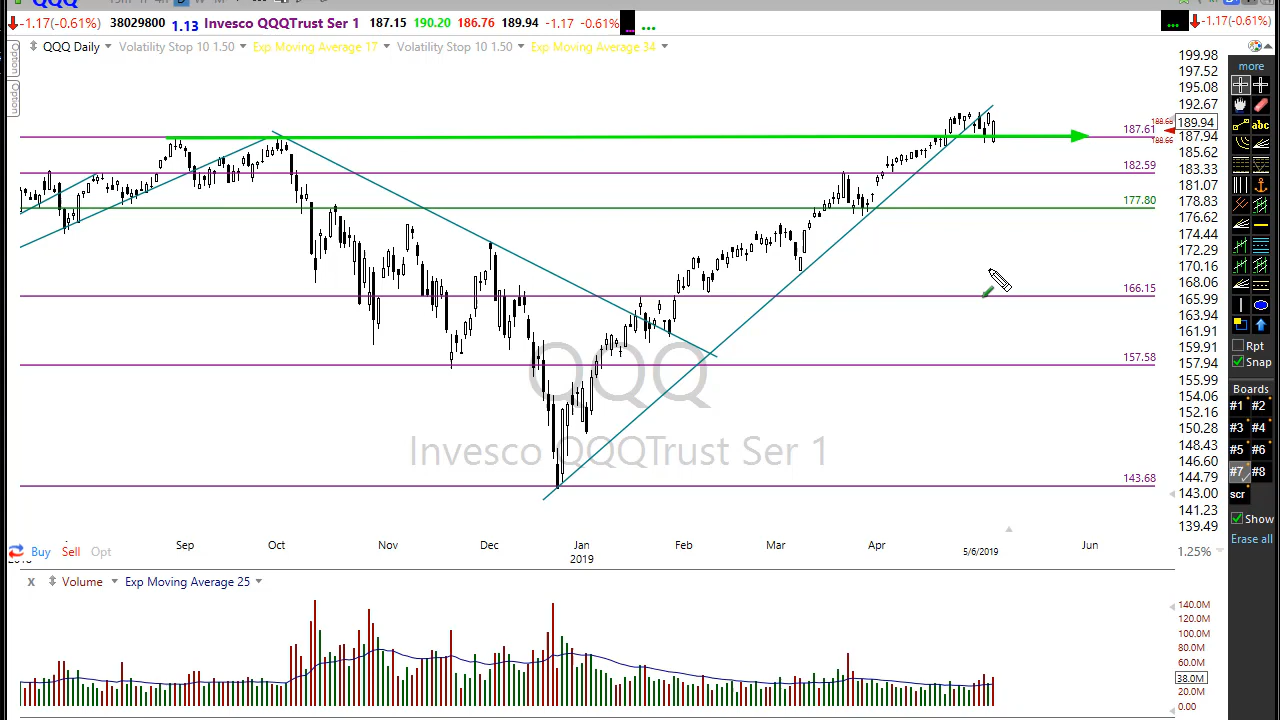 QQQ
-1.17(-0.61%) 38029800 1.13 Invesco QQQTrust Ser 1 187.15 190.20 186.76 189.94 -1.17 -0.61% ... ... -1.17(0.61%)
QQQ Daily Volatility Stop 10 1.50 Exp Moving Average 17 Volatility Stop 10 1.50 Exp Moving Average 34
Option
Option
more
abc
Rpt
Snap
Boards
#1 #2
#3 #4
#5 #6
#7 #8
scr
Show
Erase all
199.98
197.52
195.08
192.67
189.94
187.94
185.62
183.33
181.07
178.83
176.62
174.44
172.29
170.16
168.06
165.99
163.94
161.91
159.91
157.94
155.99
154.06
152.16
150.28
148.43
146.60
144.79
143.00
141.23
139.49
1.25%
188.66
187.61
188.66
182.59
177.80
166.15
157.58
143.68
QQQ
Invesco QQQTrust Ser 1
Buy Sell Opt
Sep Oct Nov Dec Jan Feb Mar Apr Jun
2019 5/6/2019
X Volume Exp Moving Average 25
140.0M
120.0M
100.0M
80.0M
60.0M
38.0M
20.0M
0.00